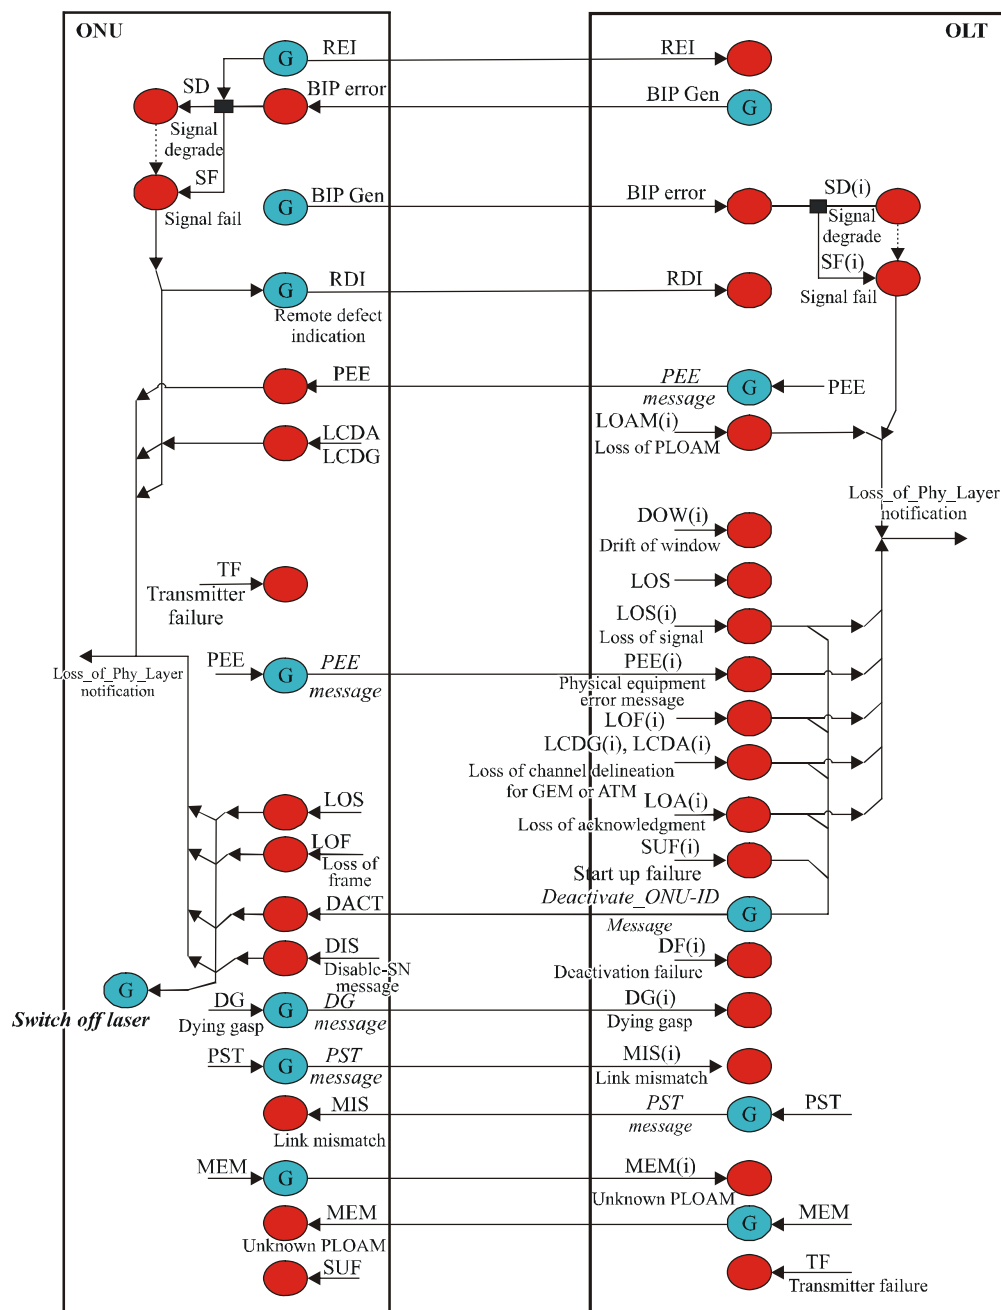 ONU
OLT
G
REI
REI
SD
BIP error
BIP Gen
G
Signal
degrade
SF
Signal fail
G
BIP Gen
BIP error
SD(i)
Signal
degrade
SF(i)
Signal fail
G
RDI
RDI
Remote defect
indication
PEE
PEE
message
G
PEE
LCDA
LCDG
LOAM(i)
Loss of PLOAM
Loss_of_Phy_Layer
notification
DOW(i)
Drift of window
TF
Transmitter
failure
LOS
LOS(i)
Loss of signal
Loss_of_Phy_Layer
notification
PEE
G
PEE
message
PEE(i)
Physical equipment
error message
LOF(i)
LCDG(i), LCDA(i)
Loss of channel delineation
for GEM or ATM
LOS
LOA(i)
Loss of acknowledgment
LOF
Loss of
frame
SUF(i)
Start up failure
DACT
Deactivate_ONU-ID
Message
G
DIS
Disable-SN
message
DF(i)
Deactivation failure
G
Switch off laser
DG
Dying gasp
G
DG
message
DG(i)
Dying gasp
PST
G
PST
message
MIS(i)
Link mismatch
MIS
Link mismatch
PST
message
G
PST
MEM
G
MEM(i)
Unknown PLOAM
MEM
Unknown PLOAM
G
MEM
SUF
TF
Transmitter failure